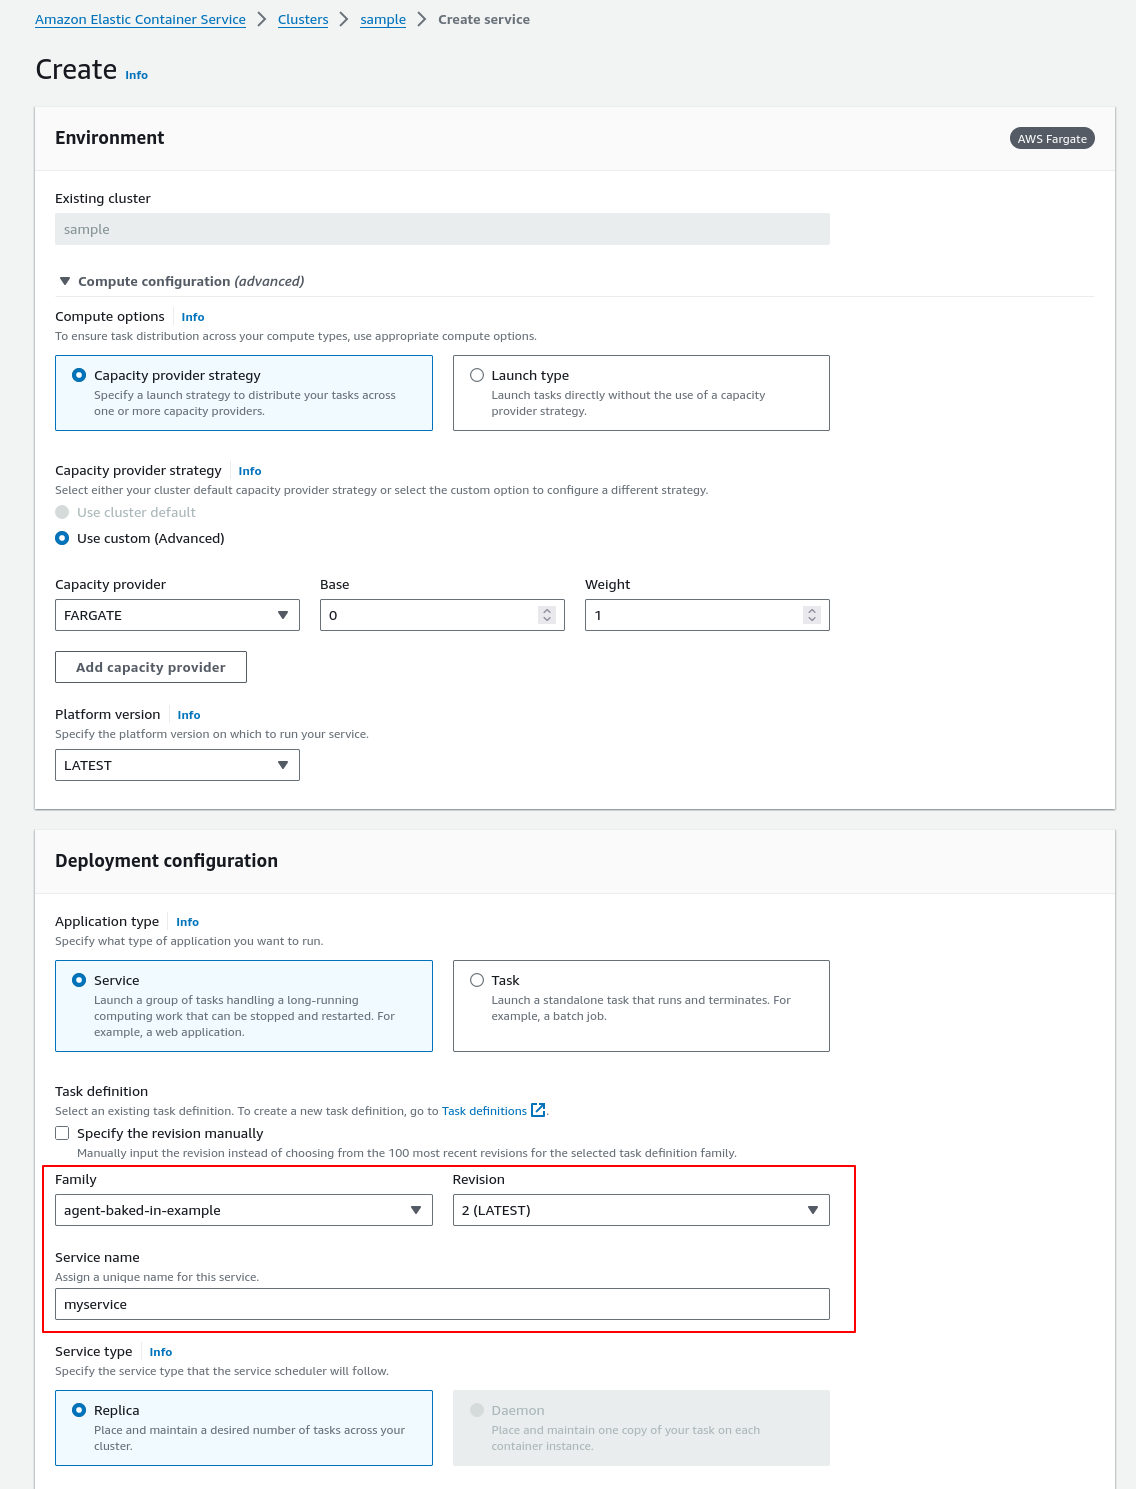 Amazon Elastic Container Service > Clusters > sample > Create service
Create Info
Environment
AWS Fargate
Existing cluster
sample
Compute configuration (advanced)
Compute options Info
To ensure task distribution across your compute types, use appropriate compute options.
Capacity provider strategy
Specify a launch strategy to distribute your tasks across
one or more capacity providers.
Launch type
Launch tasks directly without the use of a capacity
provider strategy.
Capacity provider strategy Info
Select either your cluster default capacity provider strategy or select the custom option to configure a different strategy.
Use cluster default
Use custom (Advanced)
Capacity provider Base Weight
FARGATE 0 1
Add capacity provider
Platform version Info
Specify the platform version on which to run your service.
LATEST
Deployment configuration
Application type Info
Specify what type of application you want to run.
Service
Launch a group of tasks handling a long-running
computing work that can be stopped and restarted. For
example, a web application.
Task
Launch a standalone task that runs and terminates. For
example, a batch job.
Task definition
Select an existing task definition. To create a new task definition, go to Task definitions.
Specify the revision manually
Manually input the revision instead of choosing from the 100 most recent revisions for the selected task definition family.
Family Revision
agent-baked-in-example 2 (LATEST)
Service name
Assign a unique name for this service.
myservice
Service type Info
Specify the service type that the service scheduler will follow.
Replica
Place and maintain a desired number of tasks across your
cluster.
Daemon
Place and maintain one copy of your task on each
container instance.